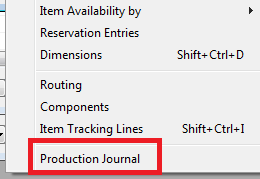 Item Availability by
Reservation Entries
Dimensions Shift+Ctrl+D
Routing
Components
Item Tracking Lines Shift+Ctrl+I
Production Journal